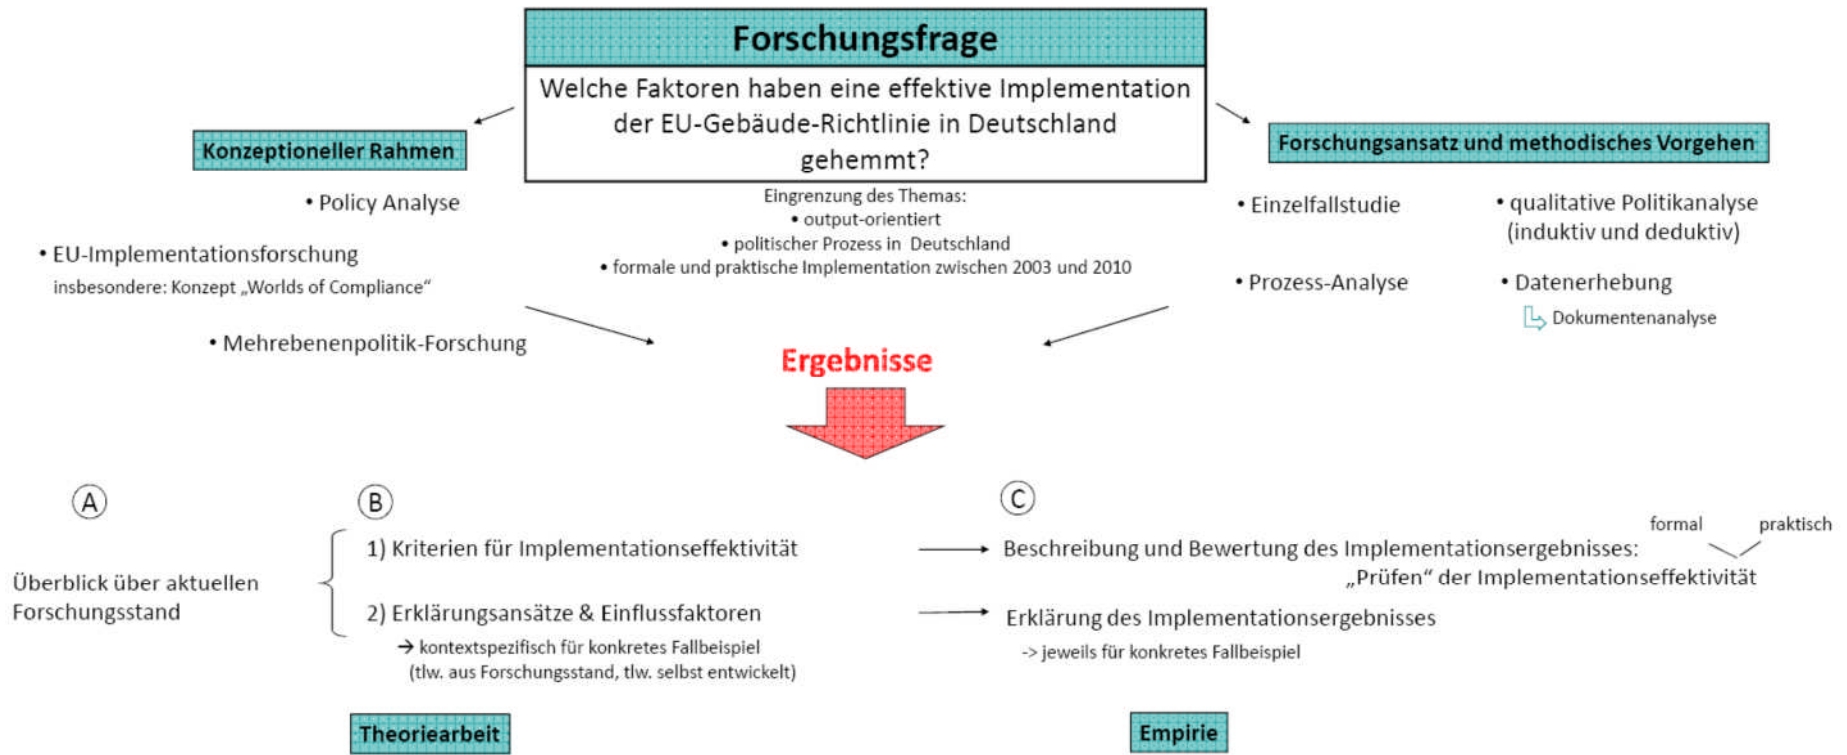 Forschungsfrage
Welche Faktoren haben eine effektive Implementation
der EU-Gebäude-Richtlinie in Deutschland
gehemmt?
Eingrenzung des Themas:
• output-orientiert
• politischer Prozess in Deutschland
• formale und praktische Implementation zwischen 2003 und 2010
Konzeptioneller Rahmen
• Policy Analyse
• EU-Implementationsforschung
insbesondere: Konzept „Worlds of Compliance“
• Mehrebenenpolitik-Forschung
Forschungsansatz und methodisches Vorgehen
• Einzelfallstudie
• qualitative Politikanalyse
(induktiv und deduktiv)
• Prozess-Analyse
• Datenerhebung
Dokumentenanalyse
Ergebnisse
A
Überblick über aktuellen
Forschungsstand
B
1) Kriterien für Implementationseffektivität
2) Erklärungsansätze & Einflussfaktoren
→ kontextspezifisch für konkretes Fallbeispiel
(tlw. aus Forschungsstand, tlw. selbst entwickelt)
C
formal praktisch
Beschreibung und Bewertung des Implementationsergebnisses:
„Prüfen“ der Implementationseffektivität
Erklärung des Implementationsergebnisses
-> jeweils für konkretes Fallbeispiel
Theoriearbeit
Empirie